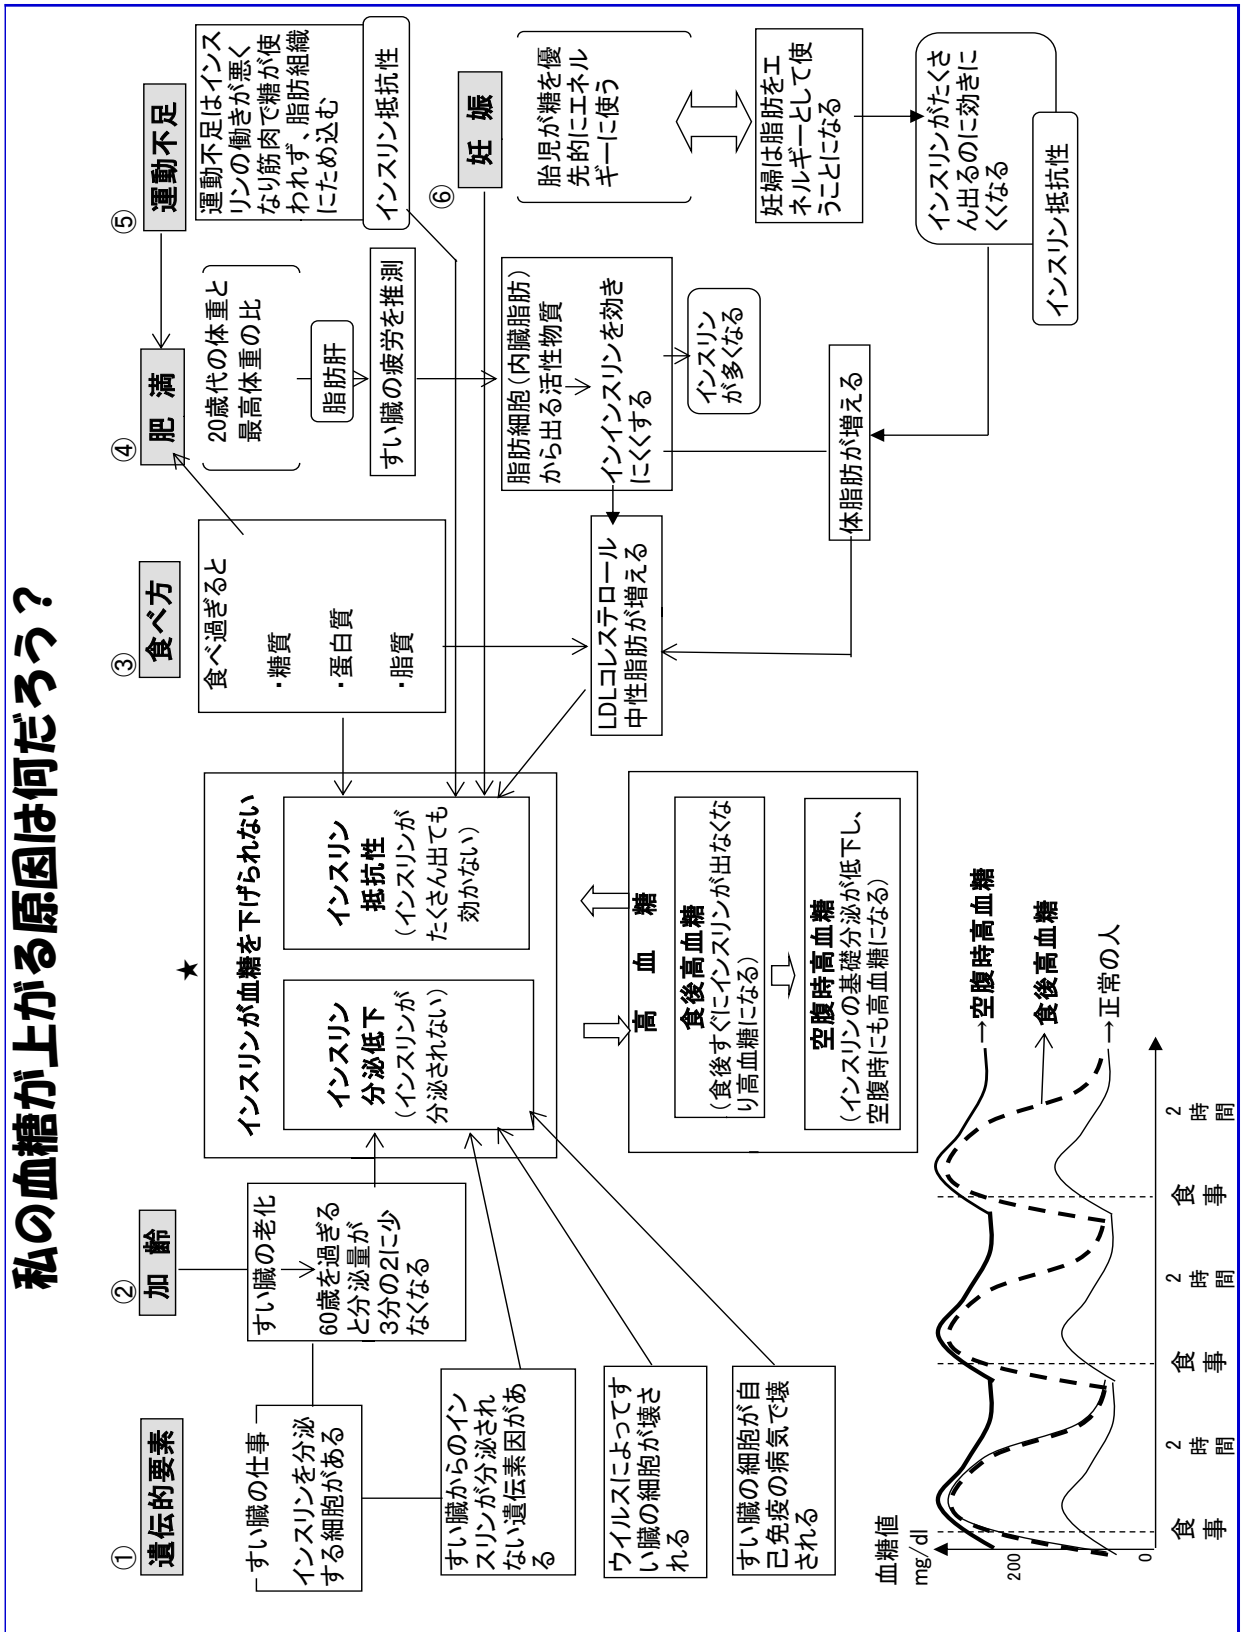 私の血糖が上がる原因は何だろう？
①
遺伝的要素
すい臓の仕事
インスリンを分泌
する細胞がある
すい臓からのイン
スリンが分泌され
ない遺伝素因があ
る
ウイルスによってす
い臓の細胞が壊さ
れる
すい臓の細胞が自
己免疫の病気で壊
される
②
加　齢
すい臓の老化
60歳を過ぎる
と分泌量が
3分の2に少
なくなる
★
インスリンが血糖を下げられない
インスリン
分泌低下
（インスリンが
分泌されない）
インスリン
抵抗性
（インスリンが
たくさん出ても
効かない）
高　血　糖
食後高血糖
（食後すぐにインスリンが出なくな
り高血糖になる）
空腹時高血糖
（インスリンの基礎分泌が低下し、
空腹時にも高血糖になる）
③
食べ方
食べ過ぎると
・糖質
・蛋白質
・脂質
LDLコレステロール
中性脂肪が増える
④
肥　満
20歳代の体重と
最高体重の比
脂肪肝
すい臓の疲労を推測
脂肪細胞（内臓脂肪）
から出る活性物質
インインスリンを効き
にくくする
インスリン
が多くなる
体脂肪が増える
⑤
運動不足
運動不足はインス
リンの働きが悪く
なり筋肉で糖が使
われず、脂肪組織
にため込む
インスリン抵抗性
⑥
妊　娠
胎児が糖を優
先的にエネル
ギーに使う
妊婦は脂肪をエ
ネルギーとして使
うことになる
インスリンがたくさ
ん出るのに効きに
くくなる
インスリン抵抗性
血糖値
mg/dl
200
0
食事
2時間
食事
2時間
食事
2時間
→空腹時高血糖
食後高血糖
→正常の人